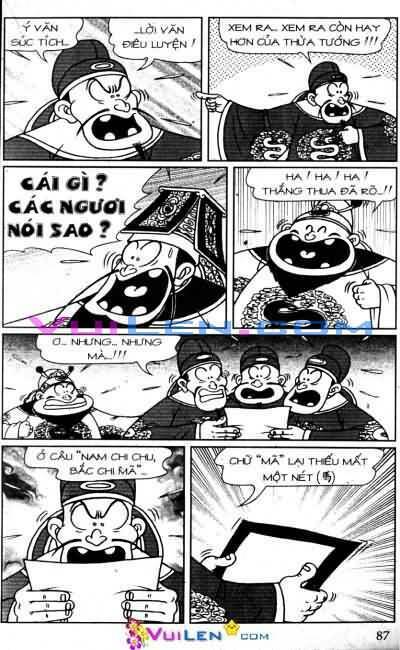 Ý VĂN
SÚC TÍCH...
...LỜI VĂN
ĐIÊU LUYỆN !
XEM RA... XEM RA CÒN HAY
HƠN CỦA THỪA TƯỚNG !!!
CÁI GÌ ?
CÁC NGƯƠI
NÓI SAO ?
HA ! HA ! HA !
THẮNG THUA ĐÃ RÕ...!
VUILEN.COM
Ơ... NHƯNG... NHƯNG
MÀ...!!!
Ở CÂU "NAM CHI CHU,
BẮC CHI MÃ"...
CHỮ "MÃ" LẠI THIẾU MẤT
MỘT NÉT (馬)
87
VUILEN.COM